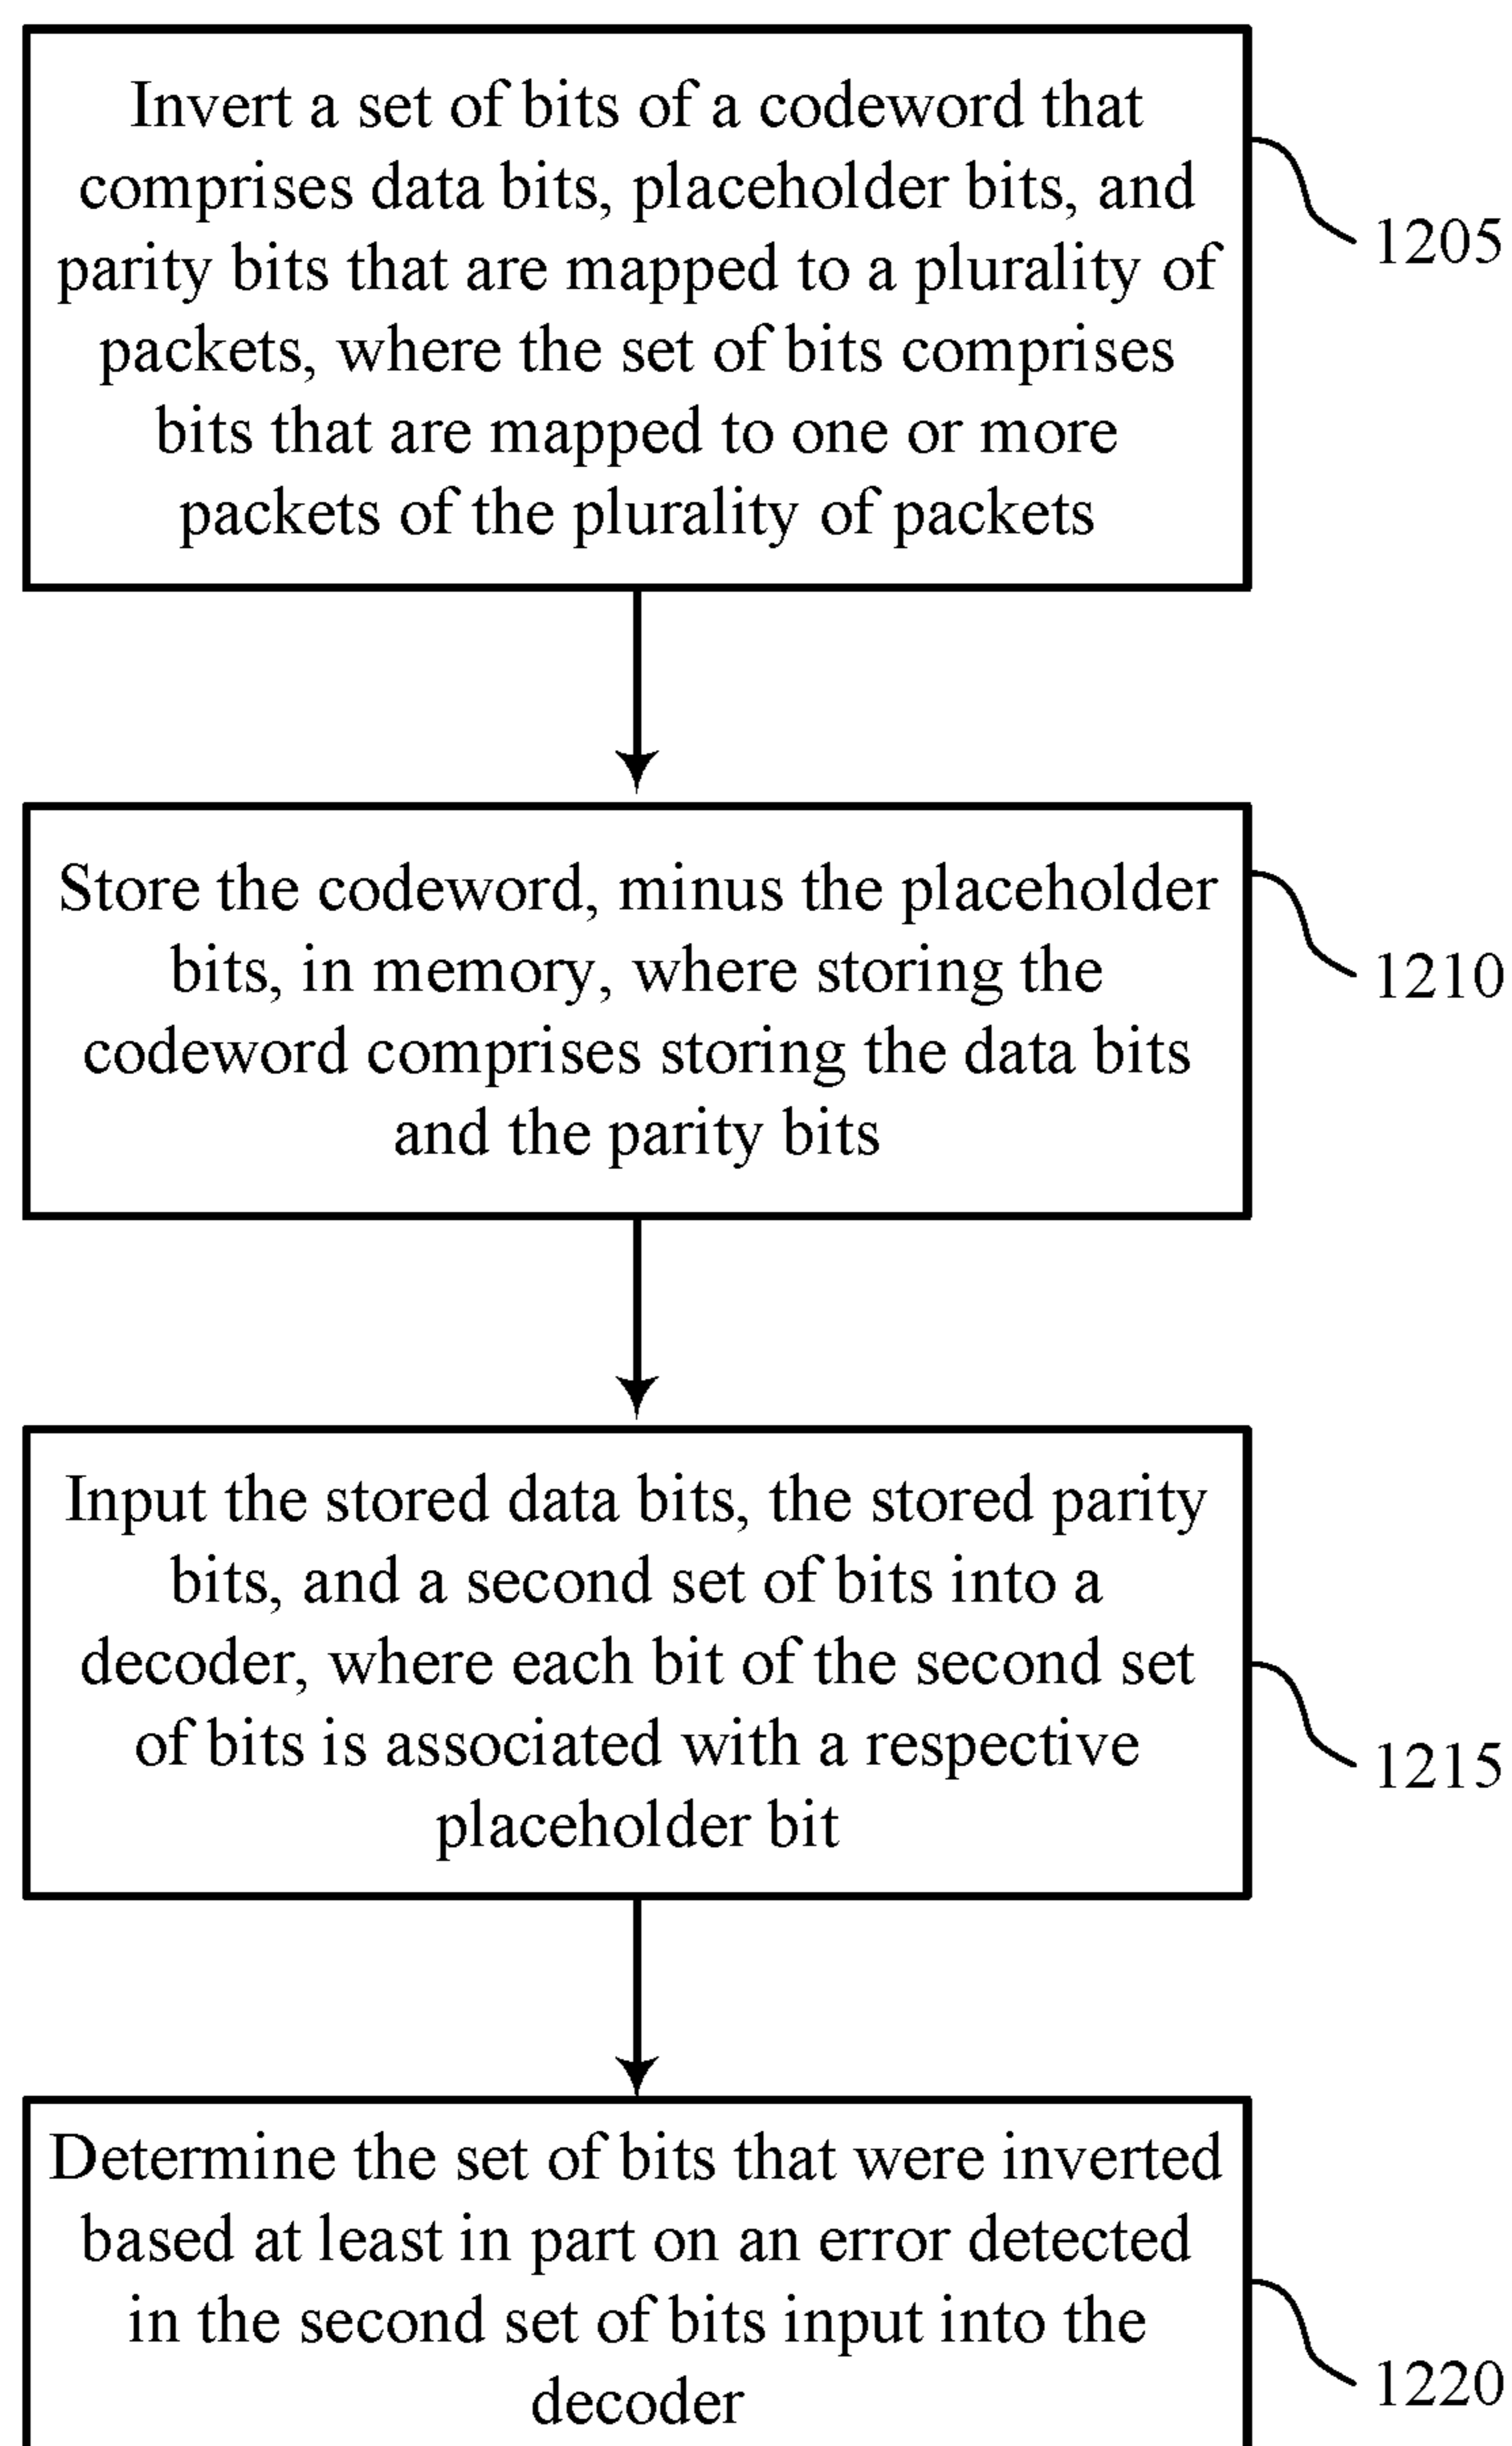 Invert a set of bits of a codeword that
comprises data bits, placeholder bits, and
parity bits that are mapped to a plurality of
packets, where the set of bits comprises
bits that are mapped to one or more
packets of the plurality of packets
1205
Store the codeword, minus the placeholder
bits, in memory, where storing the
codeword comprises storing the data bits
and the parity bits
1210
Input the stored data bits, the stored parity
bits, and a second set of bits into a
decoder, where each bit of the second set
of bits is associated with a respective
placeholder bit
1215
Determine the set of bits that were inverted
based at least in part on an error detected
in the second set of bits input into the
decoder
1220